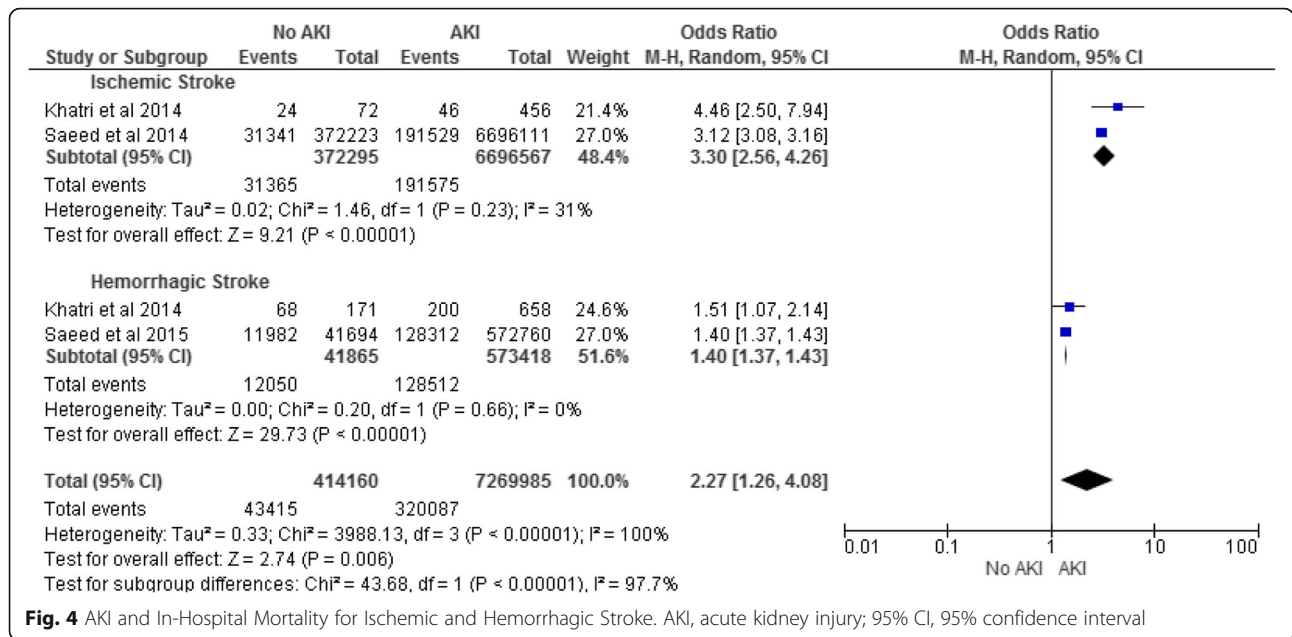 No AKI AKI Odds Ratio Odds Ratio
Study or Subgroup Events Total Events Total Weight M-H, Random, 95% CI M-H, Random, 95% CI
Ischemic Stroke
Khatri et al 2014 24 72 46 456 21.4% 4.46 [2.50, 7.94]
Saeed et al 2014 31341 372223 191529 6696111 27.0% 3.12 [3.08, 3.16]
Subtotal (95% CI) 372295 6696567 48.4% 3.30 [2.56, 4.26]
Total events 31365 191575
Heterogeneity: Tau² = 0.02; Chi² = 1.46, df = 1 (P = 0.23); I² = 31%
Test for overall effect: Z = 9.21 (P < 0.00001)
Hemorrhagic Stroke
Khatri et al 2014 68 171 200 658 24.6% 1.51 [1.07, 2.14]
Saeed et al 2015 11982 41694 128312 572760 27.0% 1.40 [1.37, 1.43]
Subtotal (95% CI) 41865 573418 51.6% 1.40 [1.37, 1.43]
Total events 12050 128512
Heterogeneity: Tau² = 0.00; Chi² = 0.20, df = 1 (P = 0.66); I² = 0%
Test for overall effect: Z = 29.73 (P < 0.00001)
Total (95% CI) 414160 7269985 100.0% 2.27 [1.26, 4.08]
Total events 43415 320087
Heterogeneity: Tau² = 0.33; Chi² = 3988.13, df = 3 (P < 0.00001); I² = 100%
Test for overall effect: Z = 2.74 (P = 0.006)
Test for subgroup differences: Chi² = 43.68, df = 1 (P < 0.00001), I² = 97.7%
0.01 0.1 1 10 100
No AKI AKI
Fig. 4 AKI and In-Hospital Mortality for Ischemic and Hemorrhagic Stroke. AKI, acute kidney injury; 95% CI, 95% confidence interval